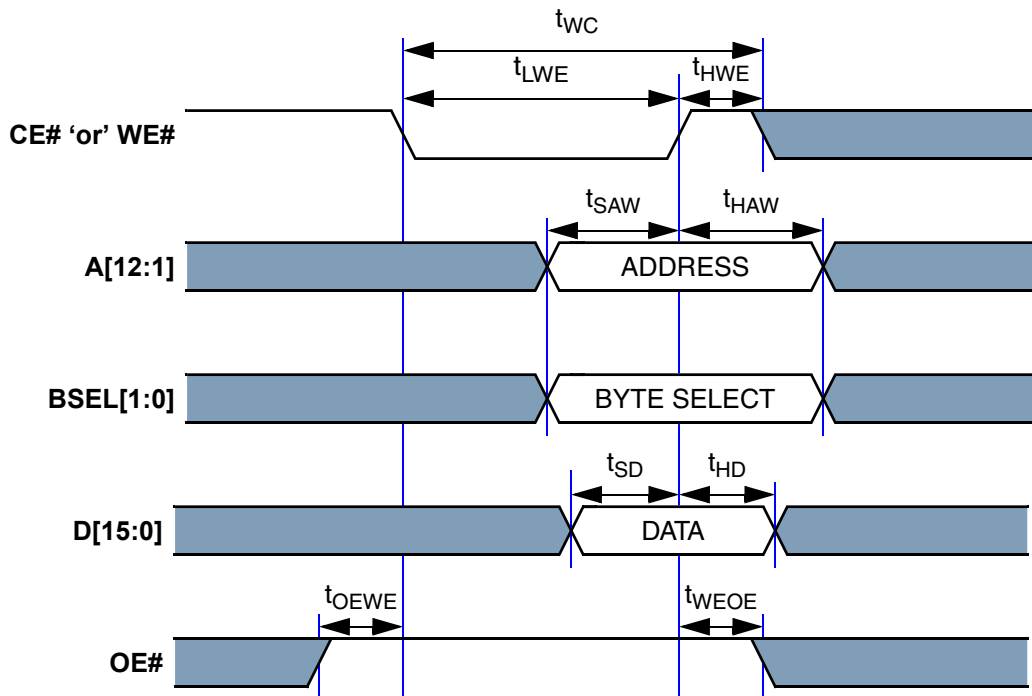 tWC
tLWE
tHWE
CE# ‘or’ WE#
tSAW
tHAW
A[12:1]
ADDRESS
BSEL[1:0]
BYTE SELECT
tSD
tHD
D[15:0]
DATA
tOEWE
tWEOE
OE#